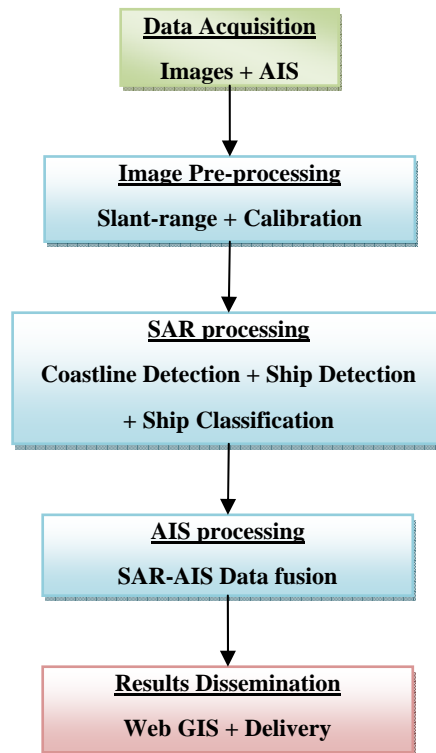 Data Acquisition
Images + AIS
Image Pre-processing
Slant-range + Calibration
SAR processing
Coastline Detection + Ship Detection
+ Ship Classification
AIS processing
SAR-AIS Data fusion
Results Dissemination
Web GIS + Delivery